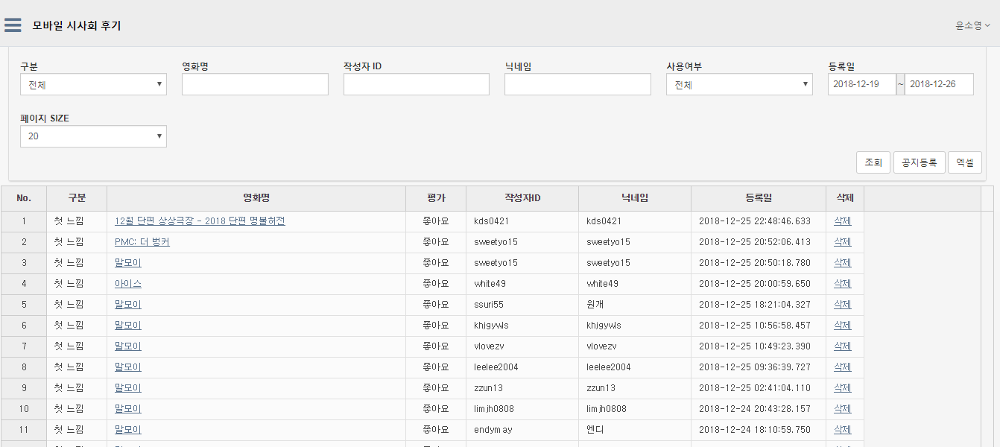 모바일 시사회 후기
윤소영
구분 영화명 작성자 ID 닉네임 사용여부 등록일
전체 전체 2018-12-19 ~ 2018-12-26
페이지 SIZE
20
조회 공지등록 엑셀
No. 구분 영화명 평가 작성자ID 닉네임 등록일 삭제
1 첫 느낌 12월 단편 상상극장 - 2018 단편 명불허전 좋아요 kds0421 kds0421 2018-12-25 22:48:46.633 삭제
2 첫 느낌 PMC: 더 벙커 좋아요 sweetyo15 sweetyo15 2018-12-25 20:52:06.413 삭제
3 첫 느낌 말모이 좋아요 sweetyo15 sweetyo15 2018-12-25 20:50:18.780 삭제
4 첫 느낌 아이스 좋아요 white49 white49 2018-12-25 20:00:59.650 삭제
5 첫 느낌 말모이 좋아요 ssuri55 원개 2018-12-25 18:21:04.327 삭제
6 첫 느낌 말모이 좋아요 khjgywls khjgywls 2018-12-25 10:56:58.457 삭제
7 첫 느낌 말모이 좋아요 vlovezv vlovezv 2018-12-25 10:49:23.390 삭제
8 첫 느낌 말모이 좋아요 leelee2004 leelee2004 2018-12-25 09:36:39.727 삭제
9 첫 느낌 말모이 좋아요 zzun13 zzun13 2018-12-25 02:41:04.110 삭제
10 첫 느낌 말모이 좋아요 limjh0808 limjh0808 2018-12-24 20:43:28.157 삭제
11 첫 느낌 말모이 좋아요 endymay 엔디 2018-12-24 18:10:59.750 삭제